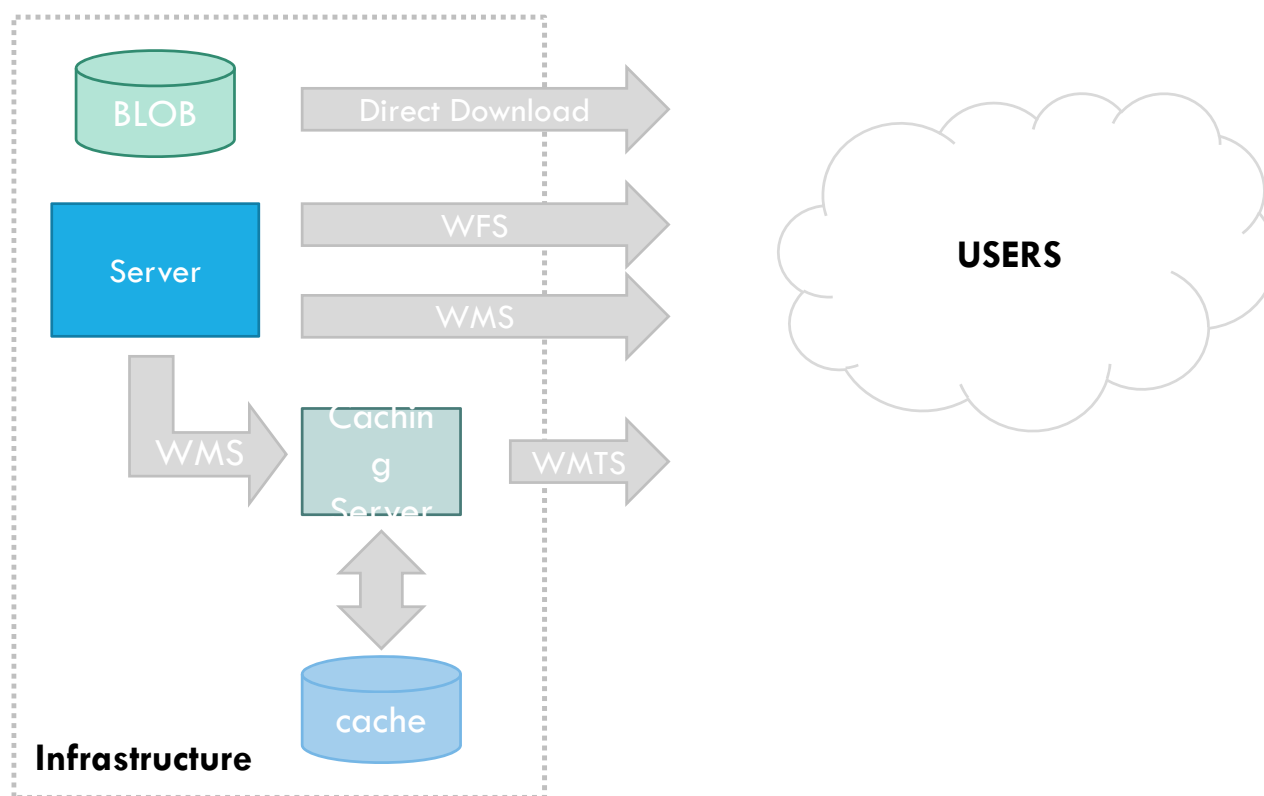 BLOB
Direct Download
WFS
Server
USERS
WMS
Cachin
g
Server
WMS
WMTS
cache
Infrastructure